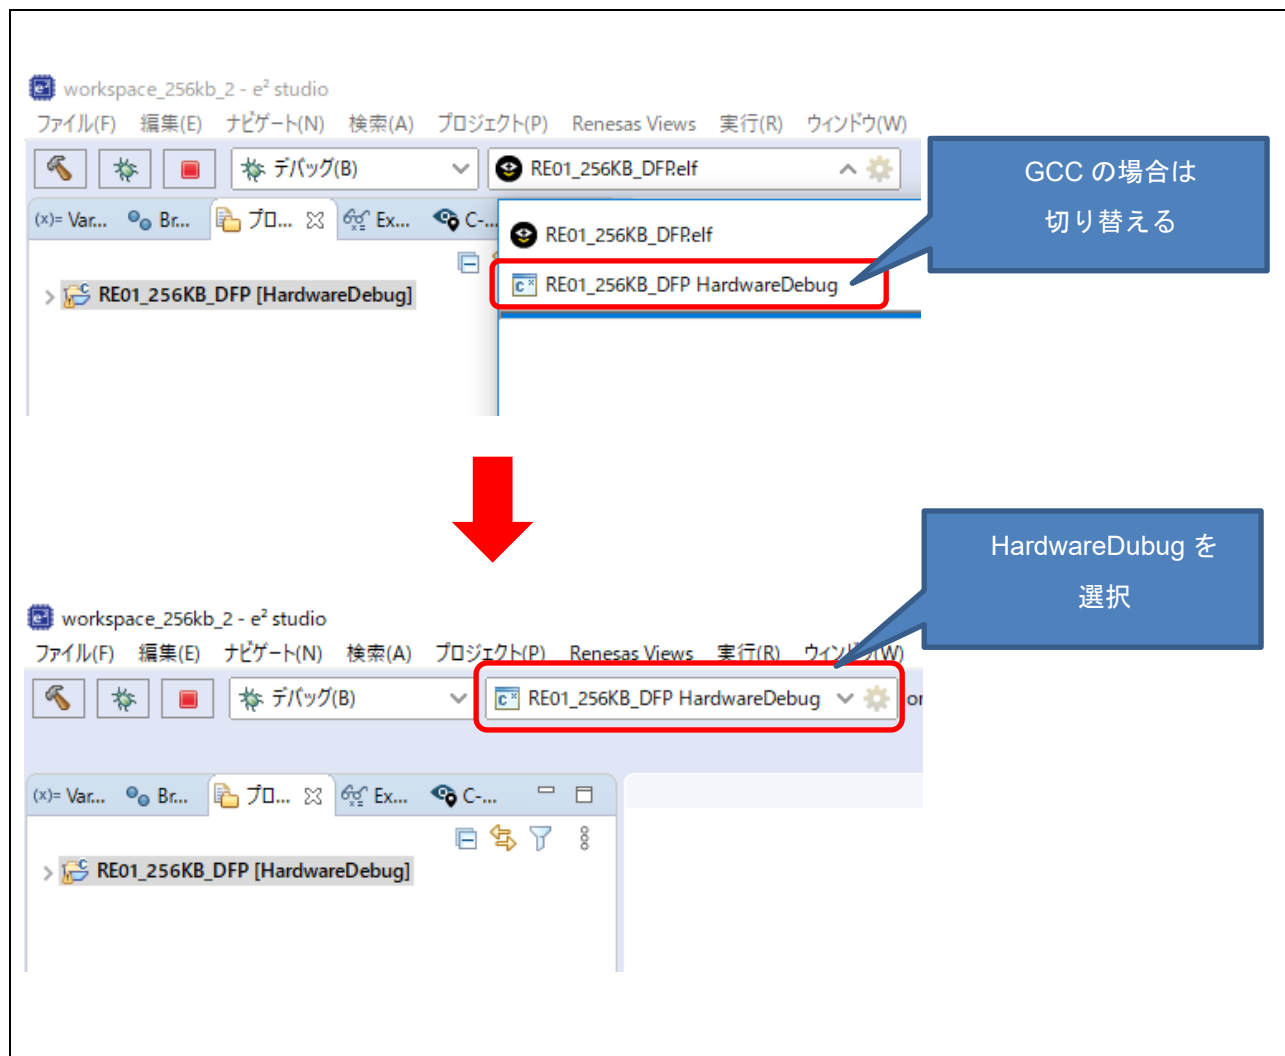 workspace_256kb_2 - e² studio
ファイル(F) 編集(E) ナビゲート(N) 検索(A) プロジェクト(P) Renesas Views 実行(R) ウィンドウ(W)
デバッグ(B) RE01_256KB_DFP.elf
GCC の場合は
切り替える
(x)= Var... Br... プロ... Ex... C-...
RE01_256KB_DFP.elf
RE01_256KB_DFP HardwareDebug
RE01_256KB_DFP [HardwareDebug]
HardwareDubug を
選択
workspace_256kb_2 - e² studio
ファイル(F) 編集(E) ナビゲート(N) 検索(A) プロジェクト(P) Renesas Views 実行(R) ウィンドウ(W)
デバッグ(B) RE01_256KB_DFP HardwareDebug
(x)= Var... Br... プロ... Ex... C-...
RE01_256KB_DFP [HardwareDebug]